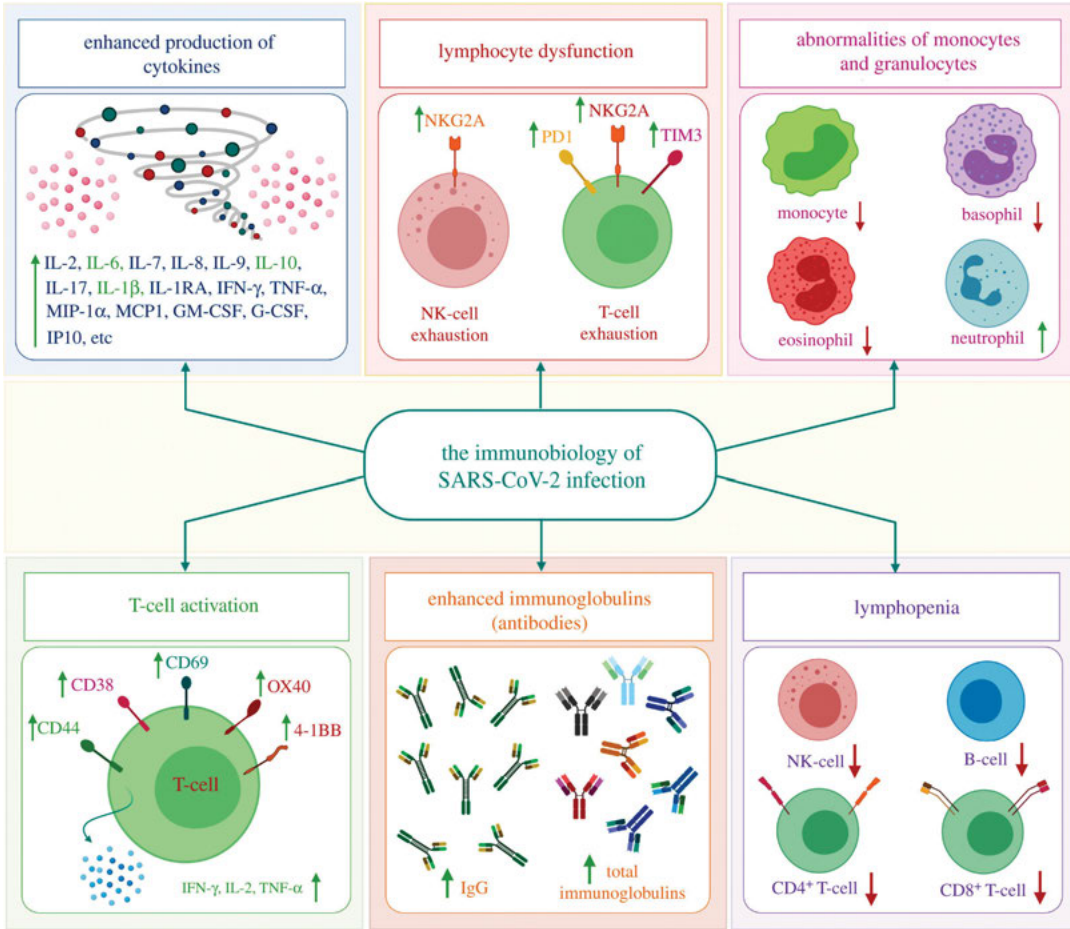 enhanced production of
cytokines
IL-2, IL-6, IL-7, IL-8, IL-9, IL-10,
IL-17, IL-1β, IL-1RA, IFN-γ, TNF-α,
MIP-1α, MCP1, GM-CSF, G-CSF,
IP10, etc
lymphocyte dysfunction
NKG2A
NK-cell
exhaustion
PD1
NKG2A
TIM3
T-cell
exhaustion
abnormalities of monocytes
and granulocytes
monocyte
basophil
eosinophil
neutrophil
the immunobiology of
SARS-CoV-2 infection
T-cell activation
CD44
CD38
CD69
OX40
4-1BB
T-cell
IFN-γ, IL-2, TNF-α
enhanced immunoglobulins
(antibodies)
IgG
total
immunoglobulins
lymphopenia
NK-cell
B-cell
CD4⁺ T-cell
CD8⁺ T-cell